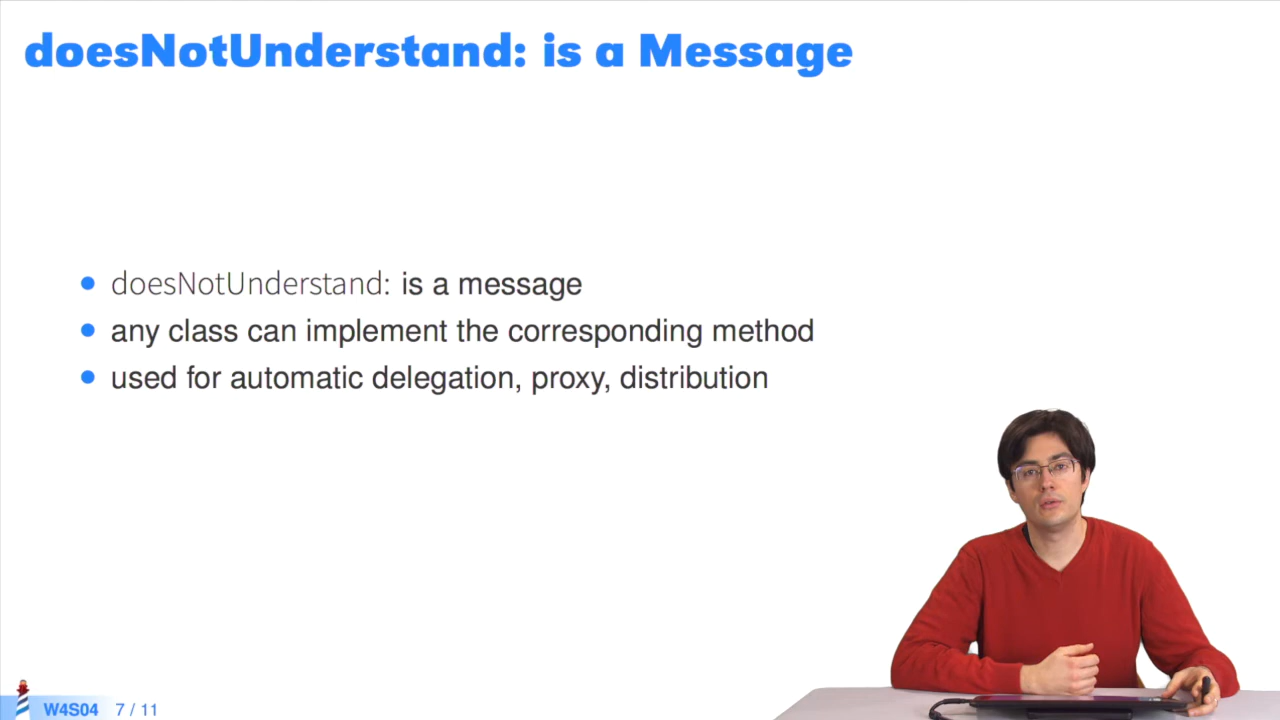 doesNotUnderstand: is a Message
doesNotUnderstand: is a message
any class can implement the corresponding method
used for automatic delegation, proxy, distribution
W4S04 7 / 11